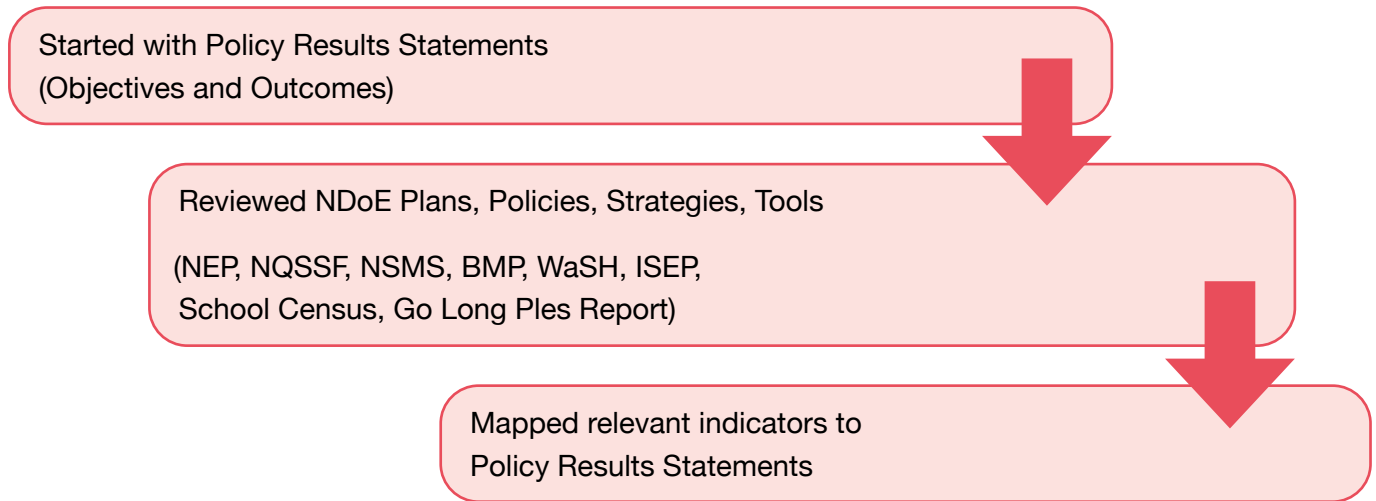 Started with Policy Results Statements
(Objectives and Outcomes)
Reviewed NDoE Plans, Policies, Strategies, Tools
(NEP, NQSSF, NSMS, BMP, WaSH, ISEP,
School Census, Go Long Ples Report)
Mapped relevant indicators to
Policy Results Statements